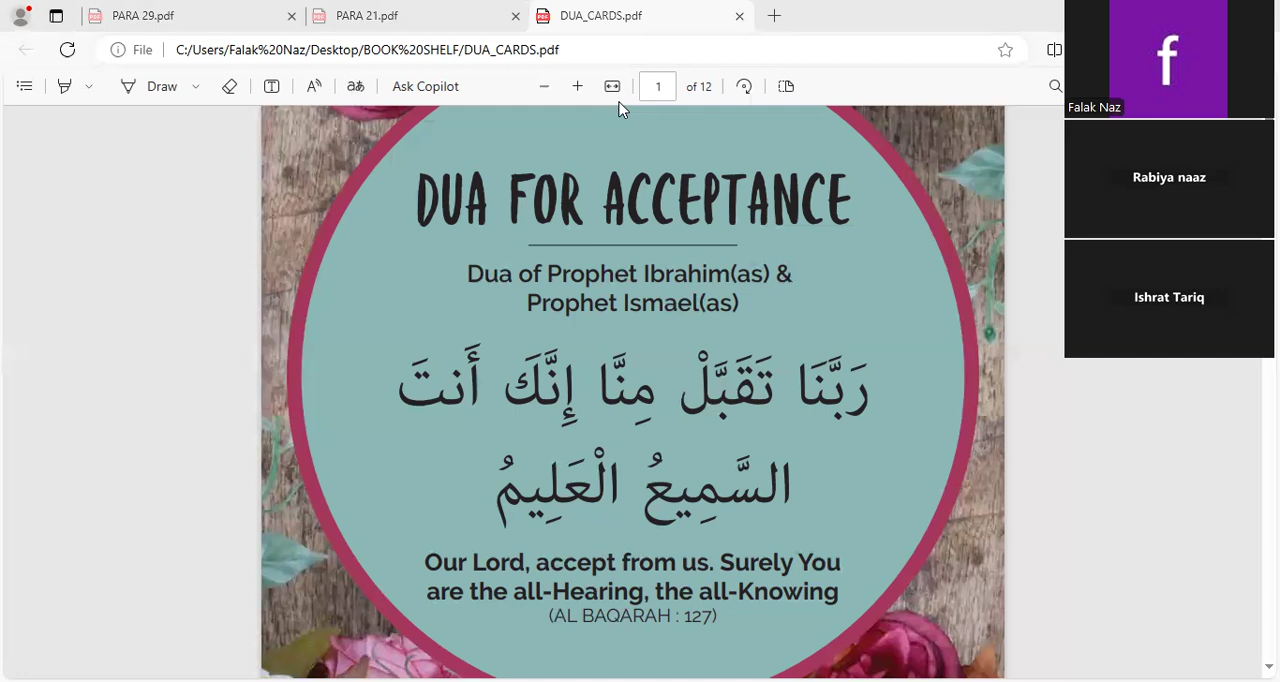 PARA 29.pdf
PARA 21.pdf
DUA_CARDS.pdf
File
C:/Users/Falak%20Naz/Desktop/BOOK%20SHELF/DUA_CARDS.pdf
Draw
aあ
Ask Copilot
1
of 12
f
Falak Naz
Rabiya naaz
Ishrat Tariq
DUA FOR ACCEPTANCE
Dua of Prophet Ibrahim(as) &
Prophet Ismael(as)
رَبَّنَا تَقَبَّلْ مِنَّا إِنَّكَ أَنتَ
السَّمِيعُ الْعَلِيمُ
Our Lord, accept from us. Surely You
are the all-Hearing, the all-Knowing
(AL BAQARAH : 127)